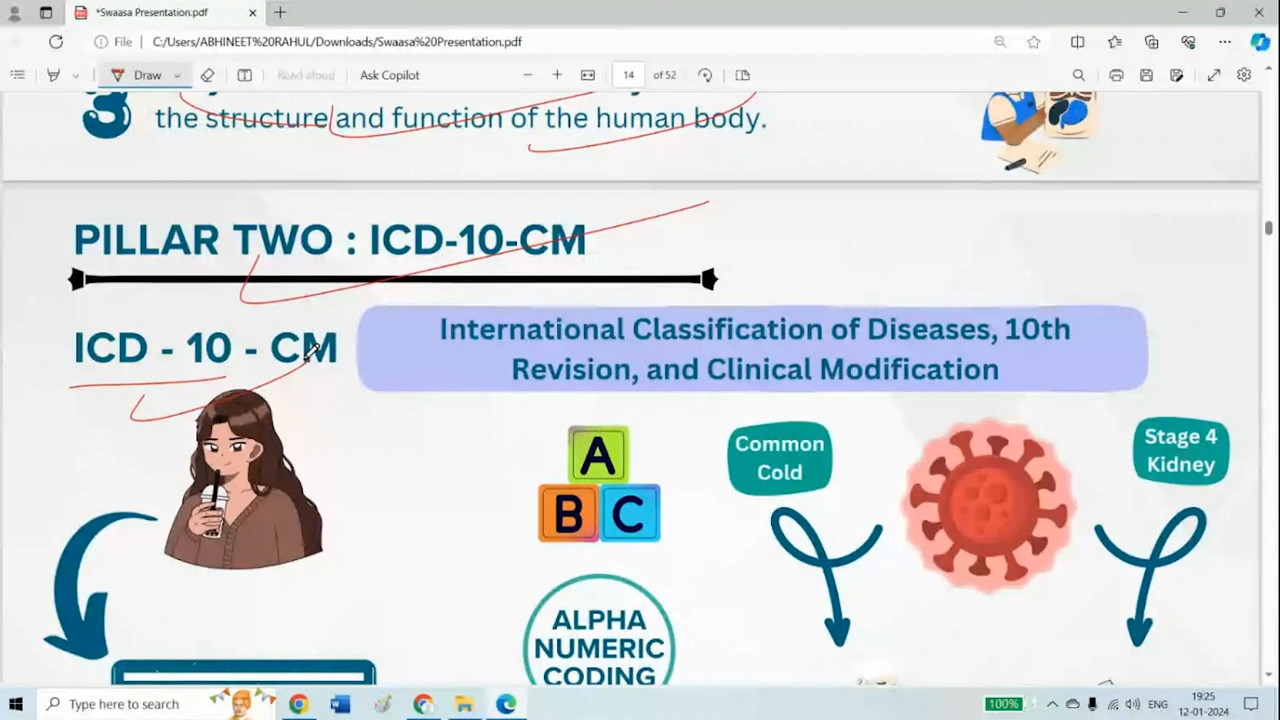 *Swaasa Presentation.pdf
File C:/Users/ABHINEET%20RAHUL/Downloads/Swaasa%20Presentation.pdf
Draw Read aloud Ask Copilot 14 of 52
3
the structure and function of the human body.
PILLAR TWO : ICD-10-CM
ICD - 10 - CM
International Classification of Diseases, 10th
Revision, and Clinical Modification
A
B C
Common
Cold
Stage 4
Kidney
ALPHA
NUMERIC
CODING
Type here to search
100%
ENG
19:25
12-01-2024